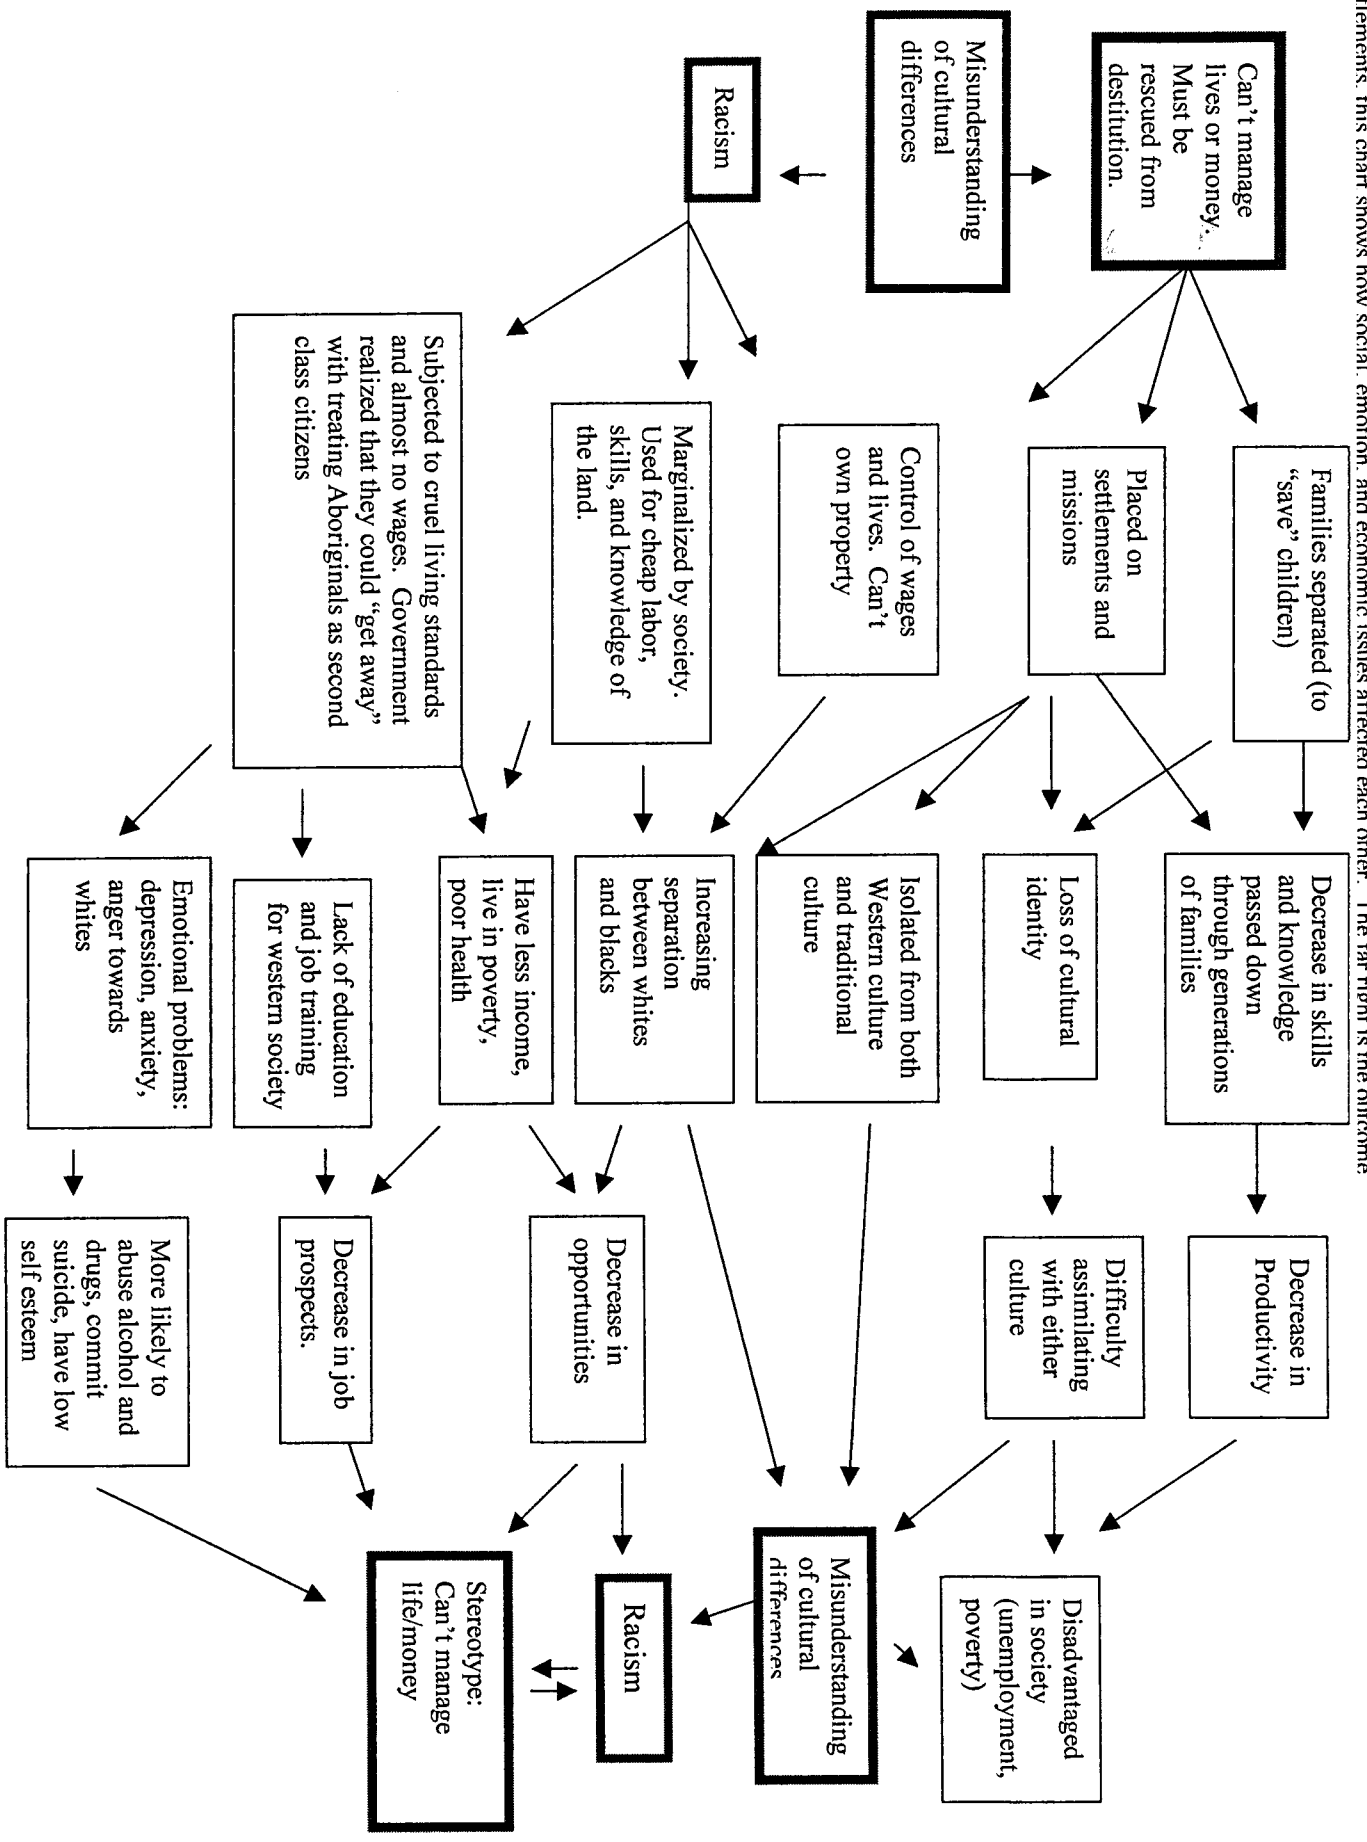 this chart shows how social, emotion, and economic issues affected each other. The far right is the outcome
Can't manage
lives or money.
Must be
rescued from
destitution.
Misunderstanding
of cultural
differences
Racism
Families separated (to
"save" children)
Placed on
settlements and
missions
Control of wages
and lives. Can't
own property
Marginalized by society.
Used for cheap labor,
skills, and knowledge of
the land.
Subjected to cruel living standards
and almost no wages. Government
realized that they could "get away"
with treating Aboriginals as second
class citizens
Decrease in skills
and knowledge
passed down
through generations
of families
Loss of cultural
identity
Isolated from both
Western culture
and traditional
culture
Increasing
separation
between whites
and blacks
Have less income,
live in poverty,
poor health
Lack of education
and job training
for western society
Emotional problems:
depression, anxiety,
anger towards
whites
Decrease in
Productivity
Difficulty
assimilating
with either
culture
Decrease in
opportunities
Decrease in job
prospects.
More likely to
abuse alcohol and
drugs, commit
suicide, have low
self esteem
Disadvantaged
in society
(unemployment,
poverty)
Misunderstanding
of cultural
differences
Racism
Stereotype:
Can't manage
life/money